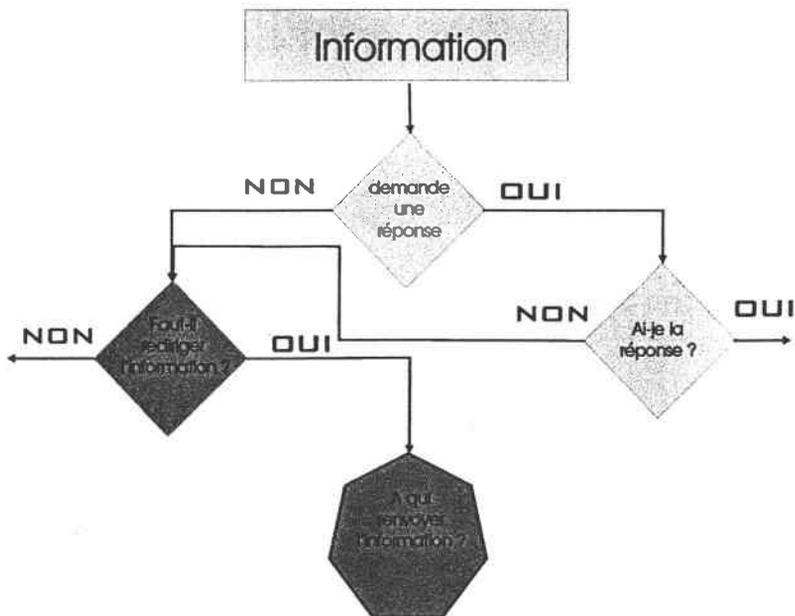 Information
demande
une
réponse
NON
OUI
Faut-il
rediriger
l'information ?
NON
OUI
Ai-je la
réponse ?
NON
OUI
A qui
renvoyer
l'information ?